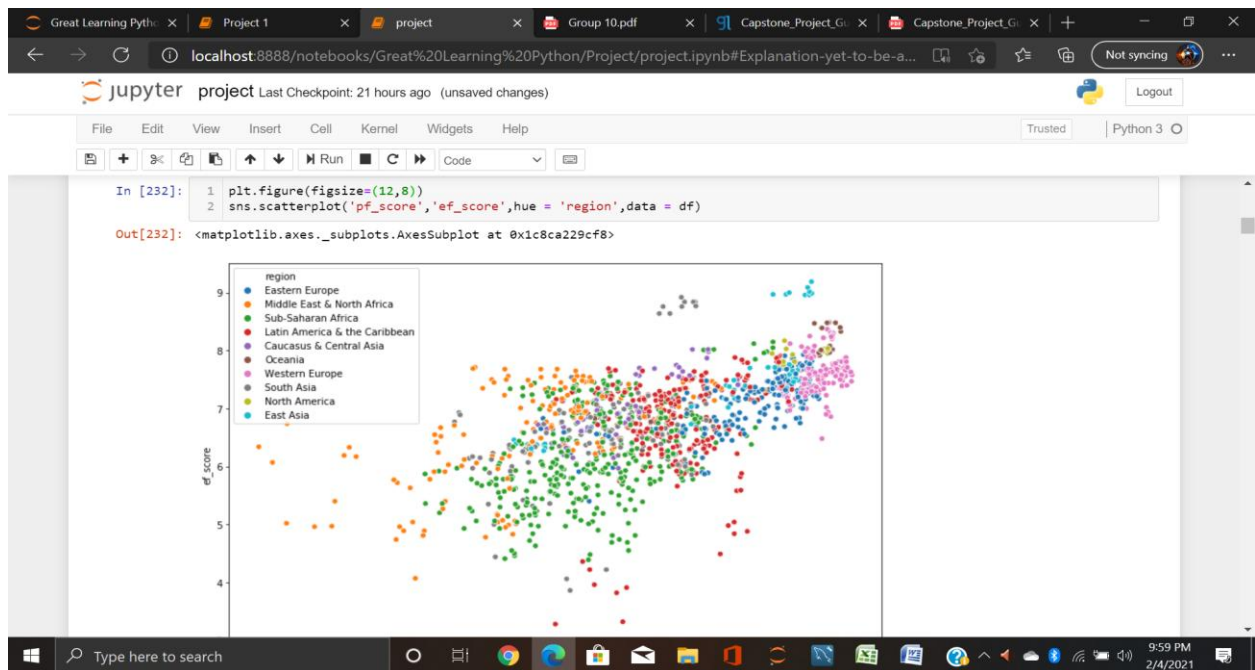 Great Learning Pytho
Project 1
project
Group 10.pdf
Capstone_Project_Gu
Capstone_Project_Gu
localhost:8888/notebooks/Great%20Learning%20Python/Project/project.ipynb#Explanation-yet-to-be-a...
Not syncing
jupyter project Last Checkpoint: 21 hours ago (unsaved changes)
Logout
File Edit View Insert Cell Kernel Widgets Help
Trusted
Python 3
Run
Code
In [232]:
1 plt.figure(figsize=(12,8))
2 sns.scatterplot('pf_score','ef_score',hue = 'region',data = df)
Out[232]: <matplotlib.axes._subplots.AxesSubplot at 0x1c8ca229cf8>
region
Eastern Europe
Middle East & North Africa
Sub-Saharan Africa
Latin America & the Caribbean
Caucasus & Central Asia
Oceania
Western Europe
South Asia
North America
East Asia
9
8
7
6
5
4
ef_score
Type here to search
9:59 PM
2/4/2021